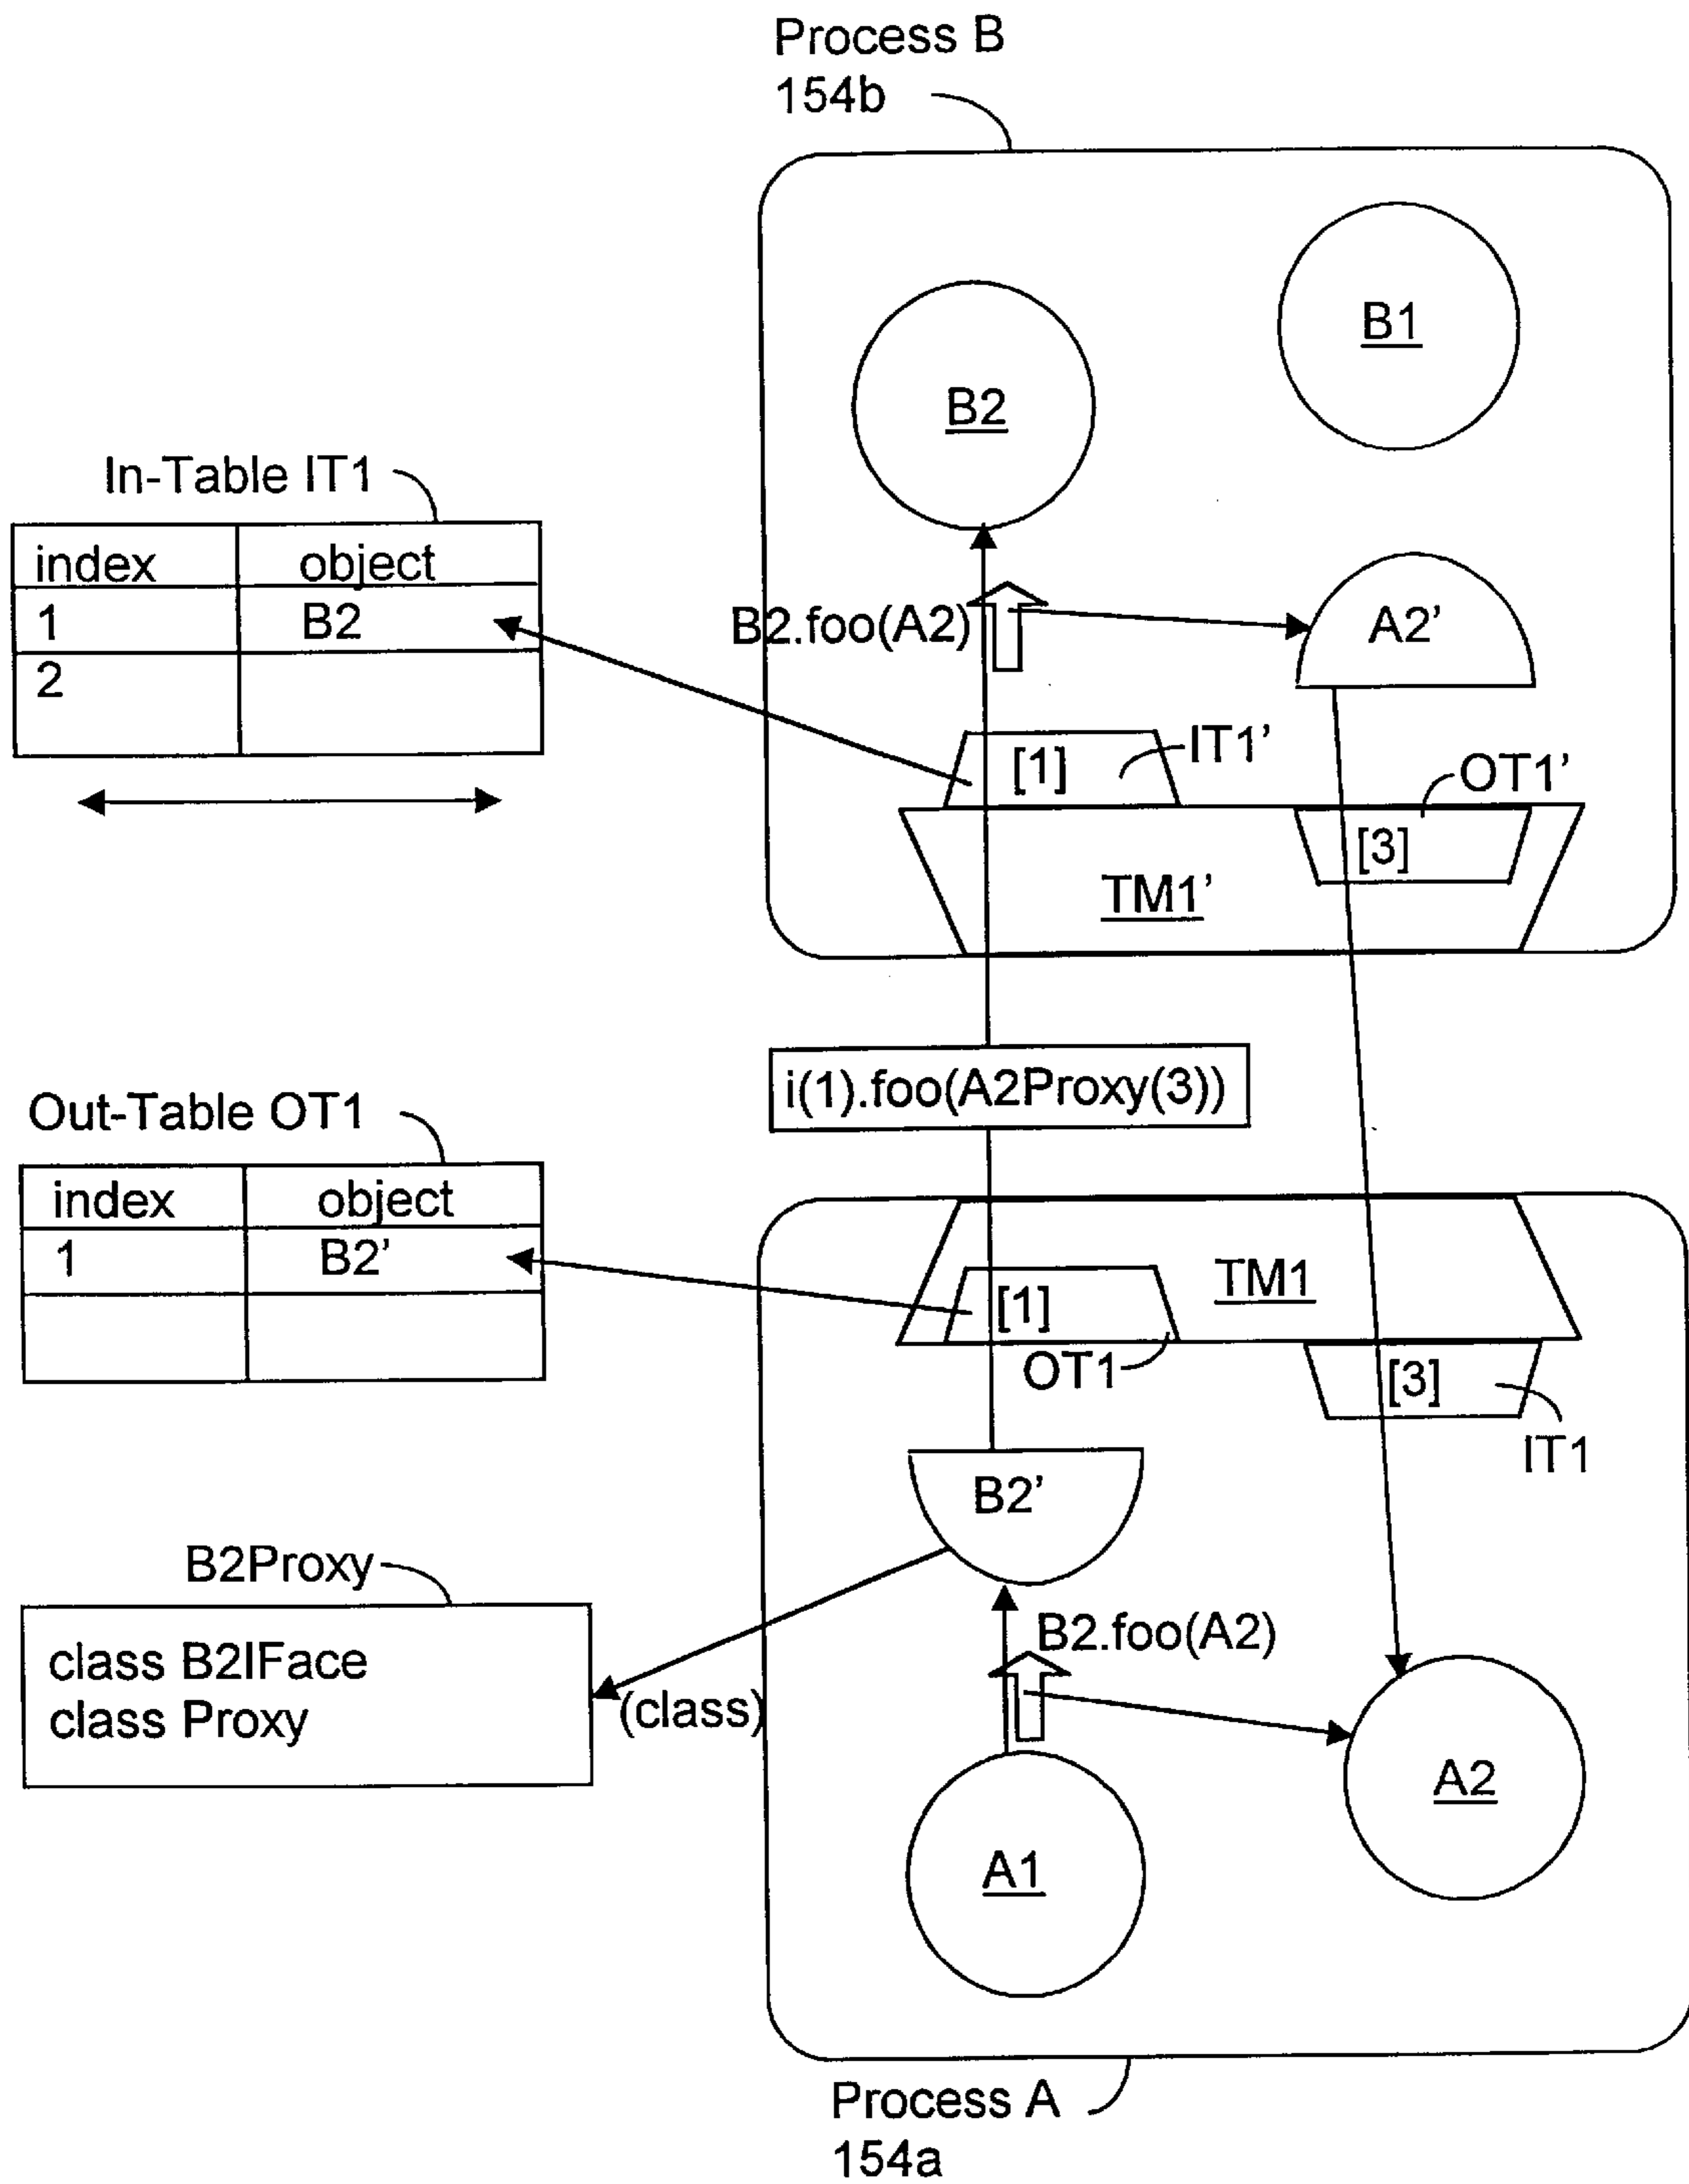 Process B
154b
B1
B2
In-Table IT1
index object
1 B2
2
B2.foo(A2)
A2’
[1]
IT1’
OT1’
[3]
TM1’
i(1).foo(A2Proxy(3))
Out-Table OT1
index object
1 B2’
TM1
[1]
OT1
[3]
IT1
B2’
B2Proxy
class B2IFace
class Proxy
(class)
B2.foo(A2)
A2
A1
Process A
154a